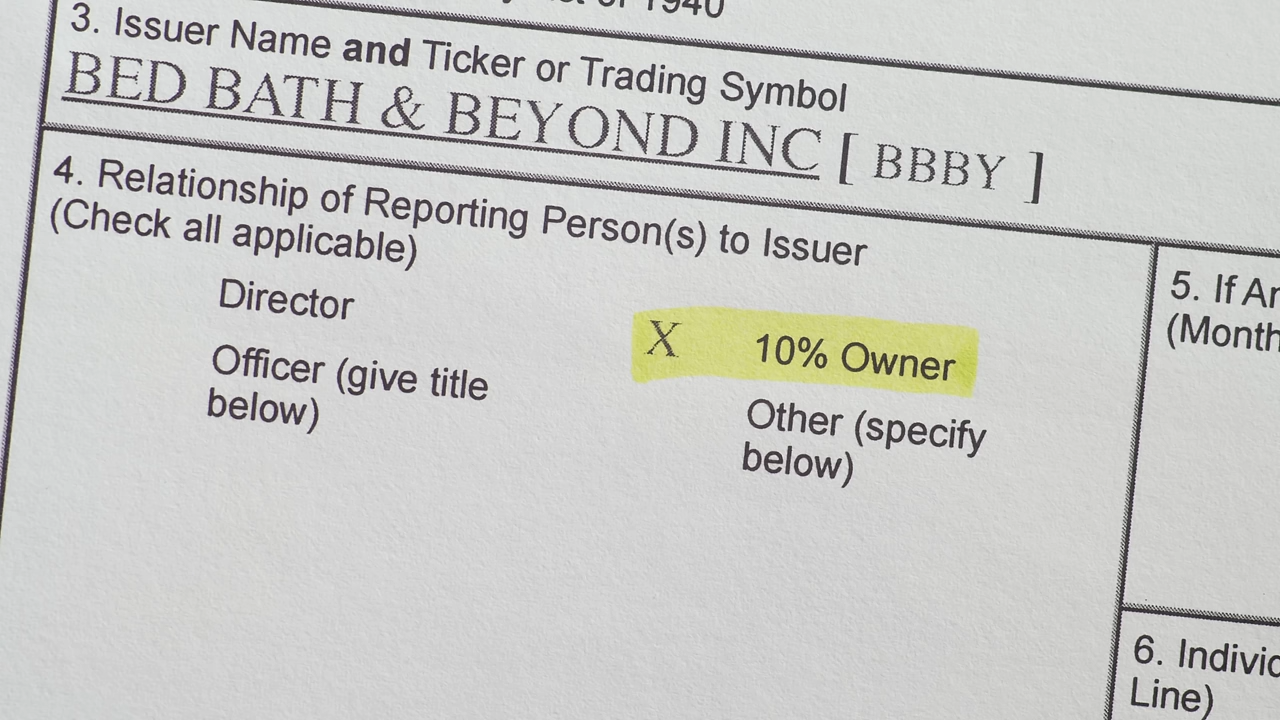 of 1940
3. Issuer Name and Ticker or Trading Symbol
BED BATH & BEYOND INC [ BBBY ]
4. Relationship of Reporting Person(s) to Issuer
(Check all applicable)
Director
X 10% Owner
Officer (give title
below)
Other (specify
below)
5. If
(Month
6.
Line)